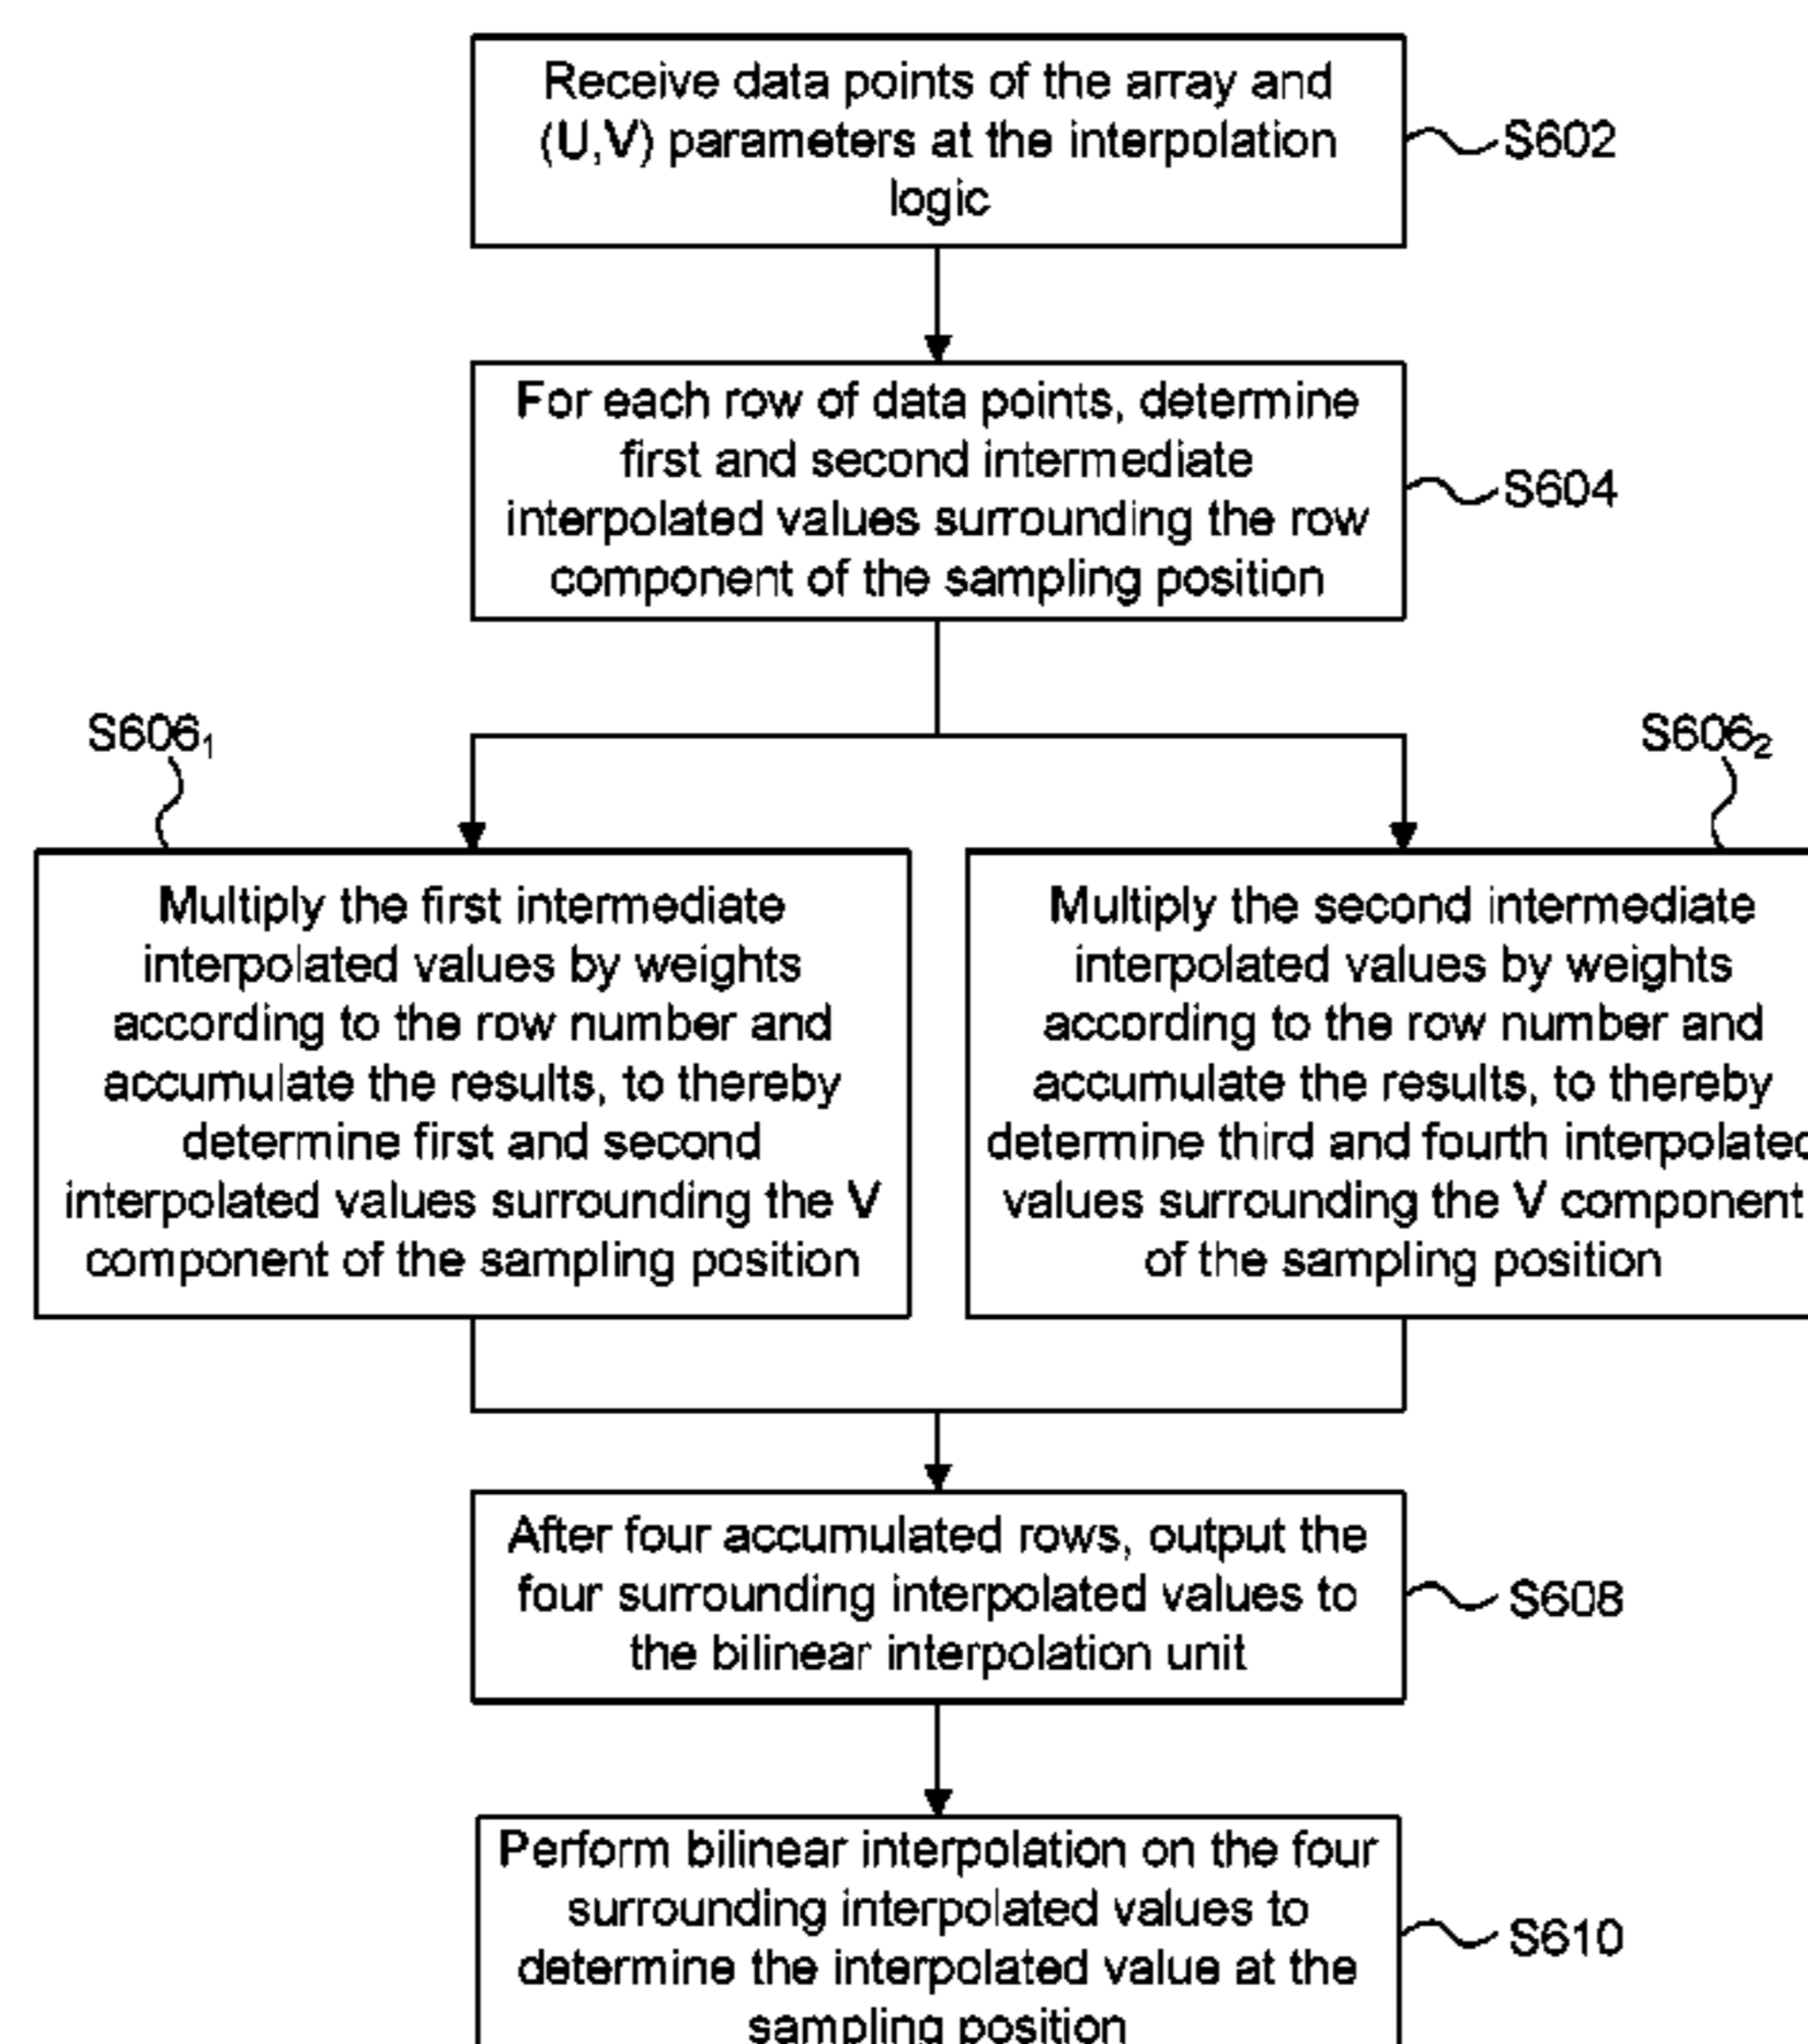 Receive data points of the array and
(U,V) parameters at the interpolation
logic
S602
For each row of data points, determine
first and second intermediate
interpolated values surrounding the row
component of the sampling position
S604
S606₁
S606₂
Multiply the first intermediate
interpolated values by weights
according to the row number and
accumulate the results, to thereby
determine first and second
interpolated values surrounding the V
component of the sampling position
Multiply the second intermediate
interpolated values by weights
according to the row number and
accumulate the results, to thereby
determine third and fourth interpolated
values surrounding the V component
of the sampling position
After four accumulated rows, output the
four surrounding interpolated values to
the bilinear interpolation unit
S608
Perform bilinear interpolation on the four
surrounding interpolated values to
determine the interpolated value at the
sampling position
S610